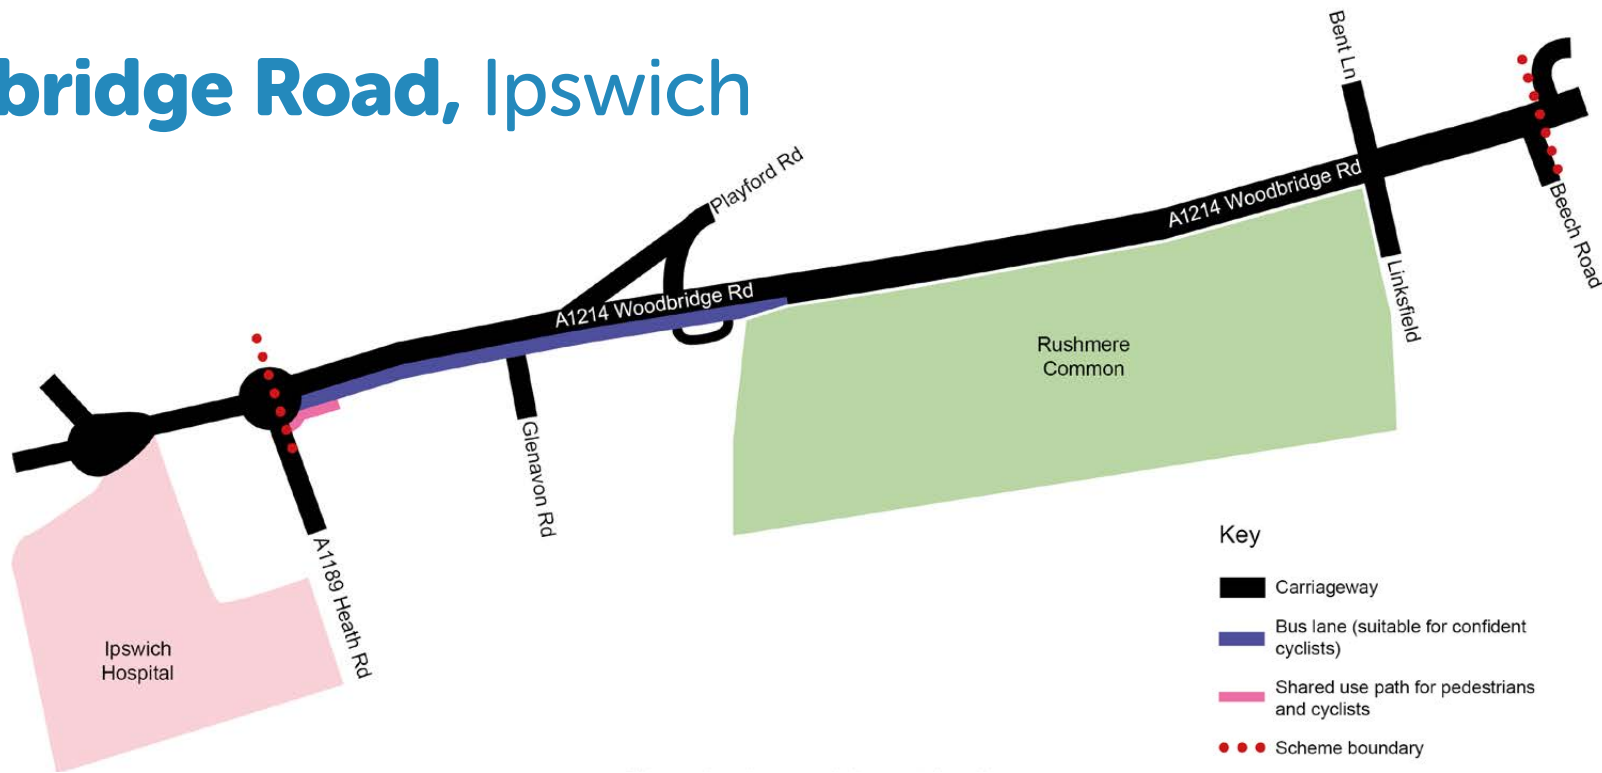 bridge Road, Ipswich
Bent Ln
Playford Rd
A1214 Woodbridge Rd
A1214 Woodbridge Rd
Beech Road
Linksfield
Rushmere
Common
Glenavon Rd
A1189 Heath Rd
Ipswich
Hospital
Key
Carriageway
Bus lane (suitable for confident
cyclists)
Shared use path for pedestrians
and cyclists
Scheme boundary